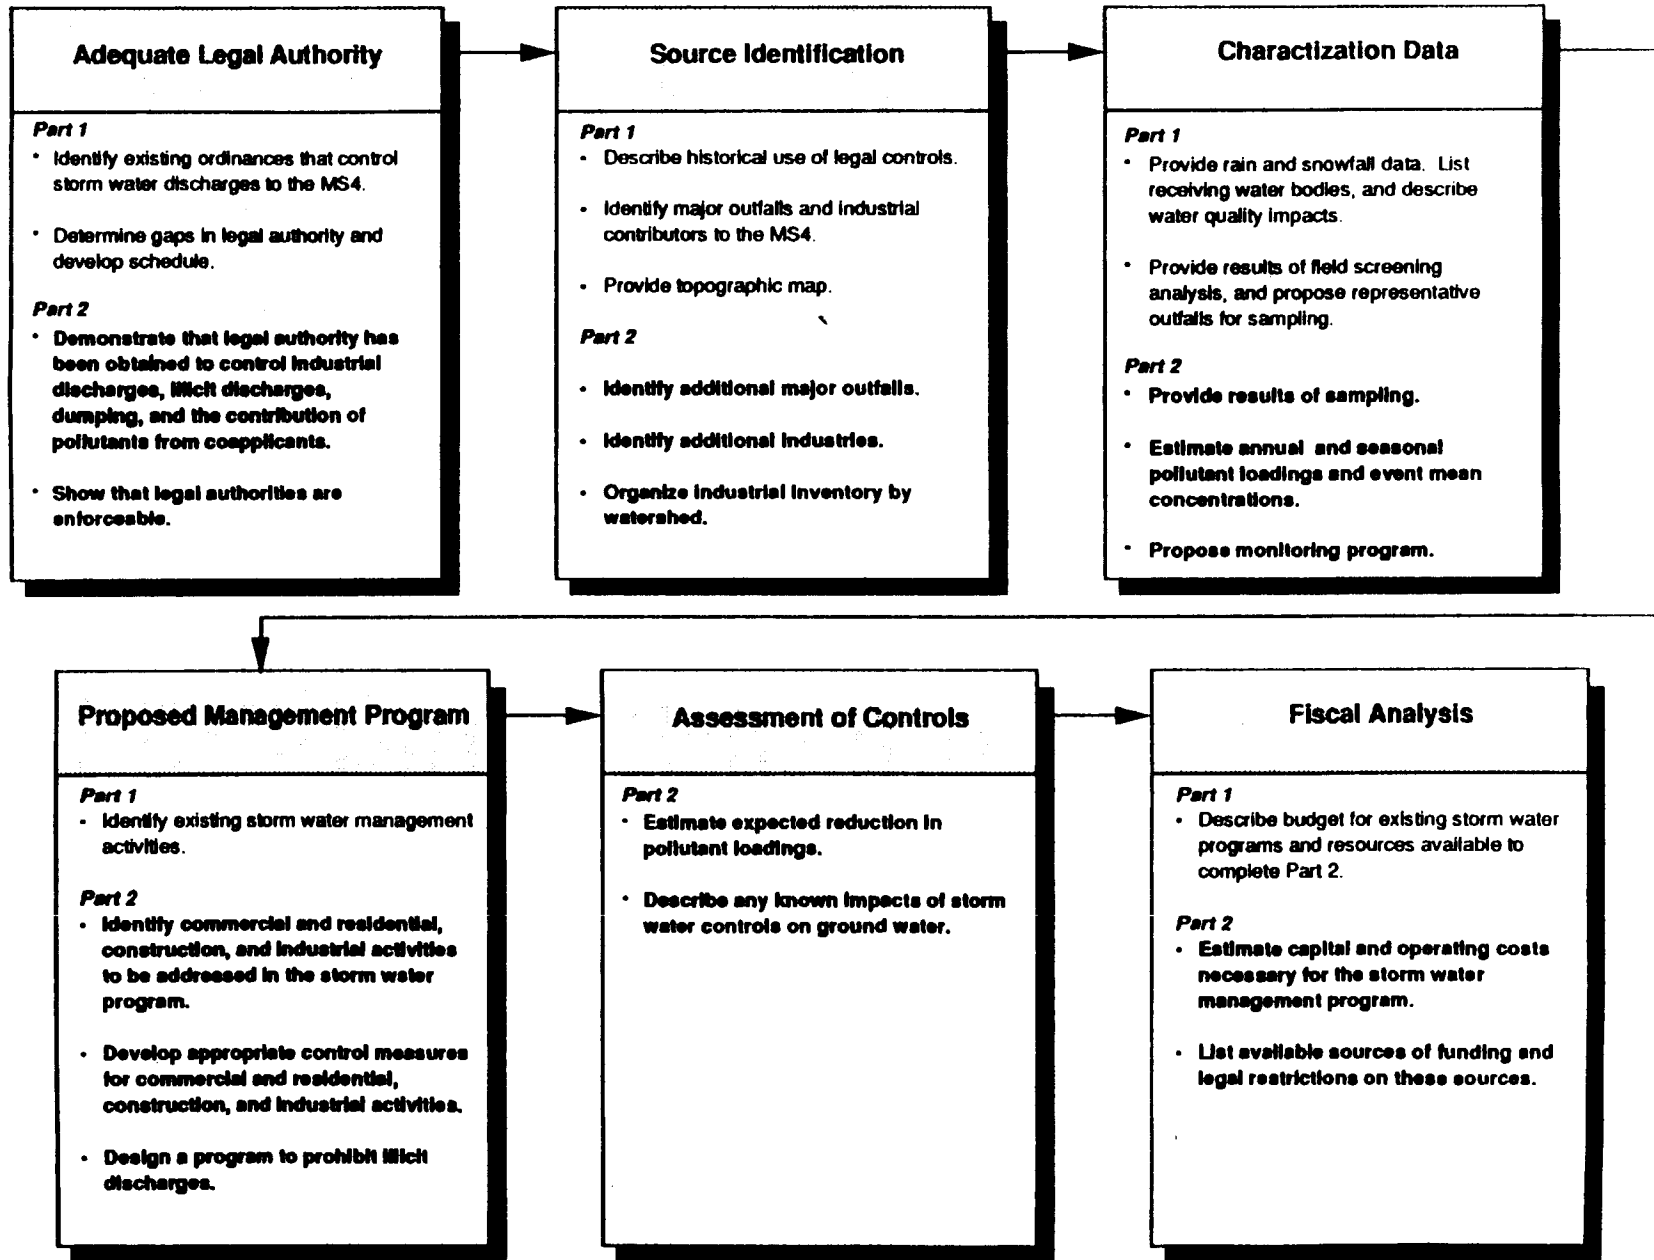 Adequate Legal Authority
Part 1
• Identify existing ordinances that control
storm water discharges to the MS4.
• Determine gaps in legal authority and
develop schedule.
Part 2
• Demonstrate that legal authority has
been obtained to control industrial
discharges, illicit discharges,
dumping, and the contribution of
pollutants from coapplicants.
• Show that legal authorities are
enforceable.
Source Identification
Part 1
• Describe historical use of legal controls.
• Identify major outfalls and industrial
contributors to the MS4.
• Provide topographic map.
Part 2
• Identify additional major outfalls.
• Identify additional industries.
• Organize industrial inventory by
watershed.
Charactization Data
Part 1
• Provide rain and snowfall data. List
receiving water bodies, and describe
water quality impacts.
• Provide results of field screening
analysis, and propose representative
outfalls for sampling.
Part 2
• Provide results of sampling.
• Estimate annual and seasonal
pollutant loadings and event mean
concentrations.
• Propose monitoring program.
Proposed Management Program
Part 1
• Identify existing storm water management
activities.
Part 2
• Identify commercial and residential,
construction, and industrial activities
to be addressed in the storm water
program.
• Develop appropriate control measures
for commercial and residential,
construction, and industrial activities.
• Design a program to prohibit illicit
discharges.
Assessment of Controls
Part 2
• Estimate expected reduction in
pollutant loadings.
• Describe any known impacts of storm
water controls on ground water.
Fiscal Analysis
Part 1
• Describe budget for existing storm water
programs and resources available to
complete Part 2.
Part 2
• Estimate capital and operating costs
necessary for the storm water
management program.
• List available sources of funding and
legal restrictions on these sources.